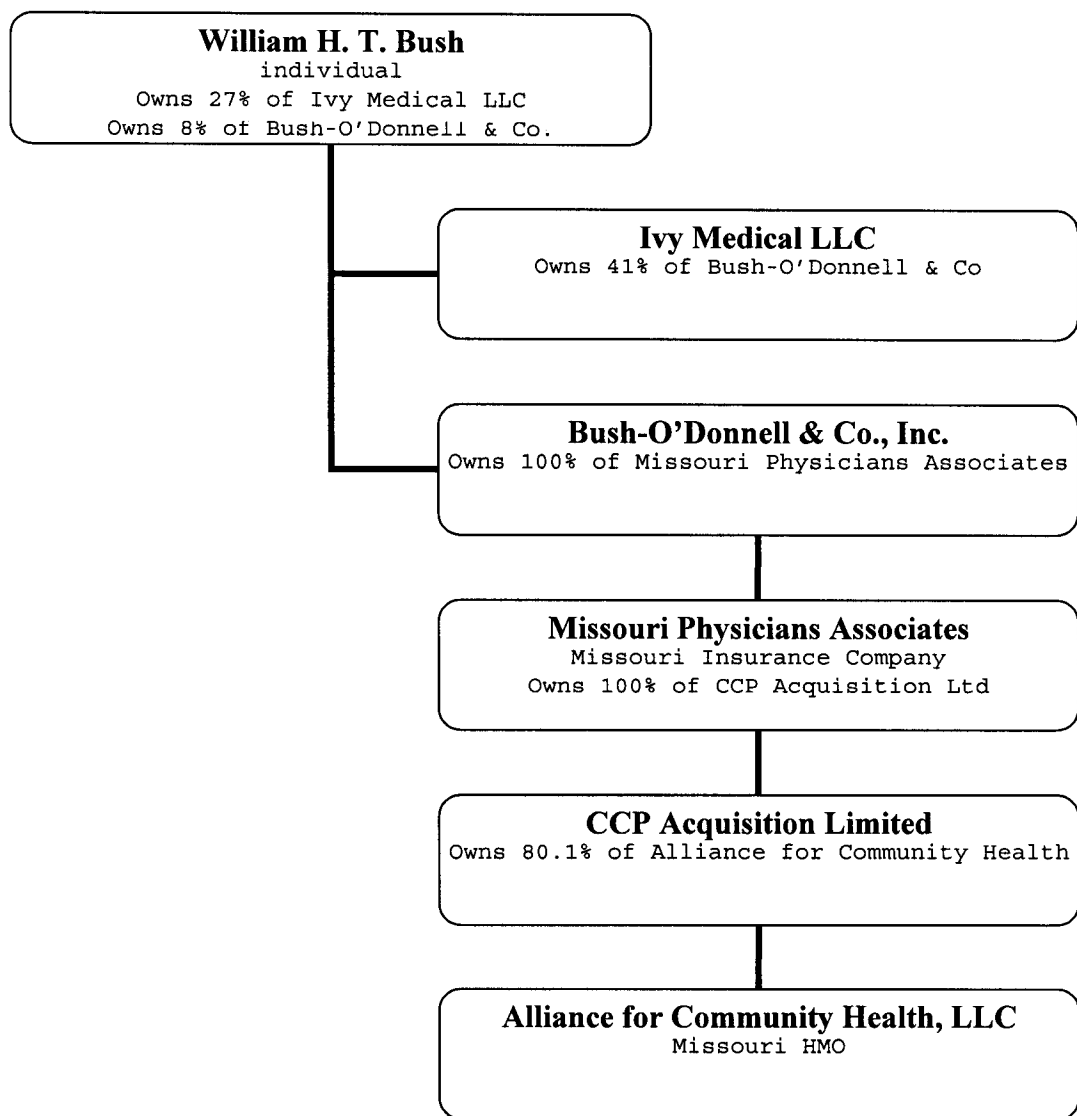 William H. T. Bush
individual
Owns 27% of Ivy Medical LLC
Owns 8% of Bush-O'Donnell & Co.
Ivy Medical LLC
Owns 41% of Bush-O'Donnell & Co
Bush-O'Donnell & Co., Inc.
Owns 100% of Missouri Physicians Associates
Missouri Physicians Associates
Missouri Insurance Company
Owns 100% of CCP Acquisition Ltd
CCP Acquisition Limited
Owns 80.1% of Alliance for Community Health
Alliance for Community Health, LLC
Missouri HMO